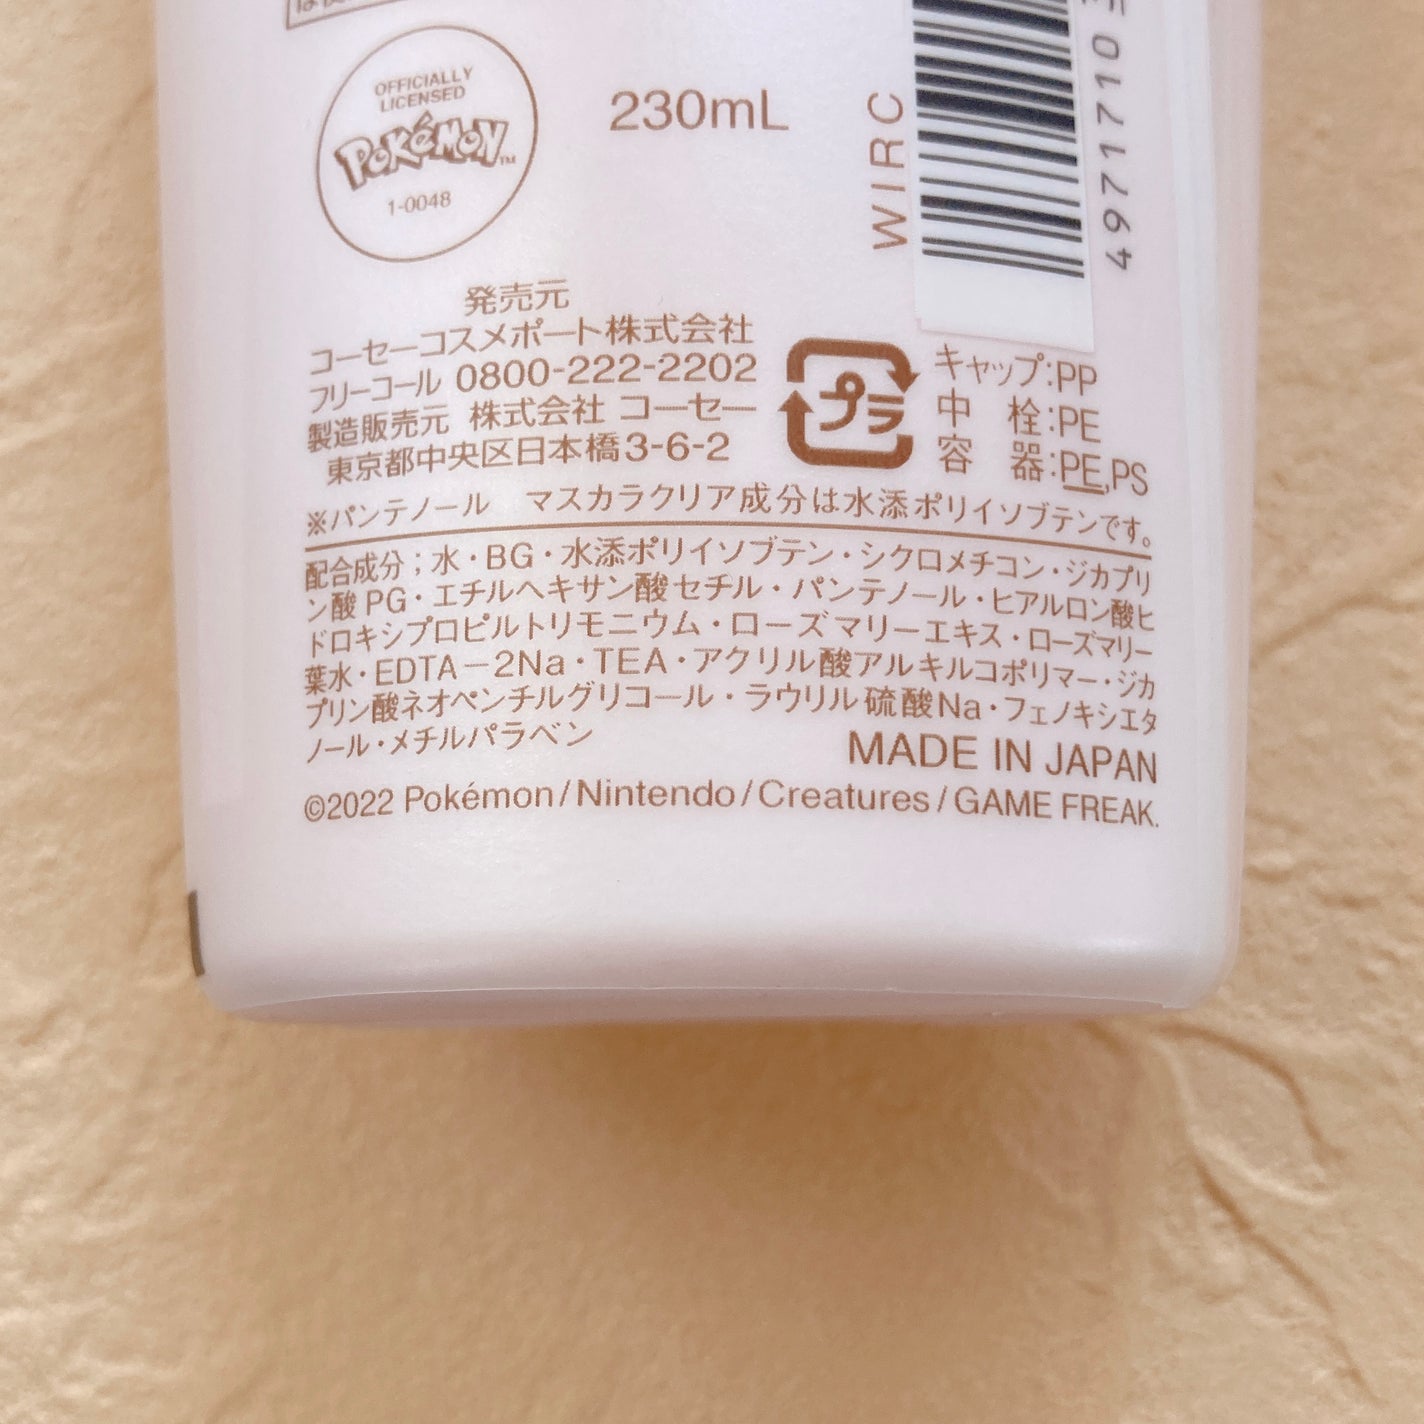 OFFICIALLY
LICENSED
POKéMON™
1-0048
230mL
WIRC
4971710
発売元
コーセーコスメポート株式会社
フリーコール 0800-222-2202
製造販売元 株式会社 コーセー
東京都中央区日本橋3-6-2
プラ
キャップ:PP
中 栓:PE
容 器:PE,PS
※パンテノール マスカラクリア成分は水添ポリイソブテンです。
配合成分;水・BG・水添ポリイソブテン・シクロメチコン・ジカプリ
ン酸 PG・エチルヘキサン酸セチル・パンテノール・ヒアルロン酸ヒ
ドロキシプロピルトリモニウム・ローズマリーエキス・ローズマリー
葉水・EDTA－2Na・TEA・アクリル酸アルキルコポリマー・ジカ
プリン酸ネオペンチルグリコール・ラウリル硫酸Na・フェノキシエタ
ノール・メチルパラベン
MADE IN JAPAN
©2022 Pokémon/Nintendo/Creatures/GAME FREAK.